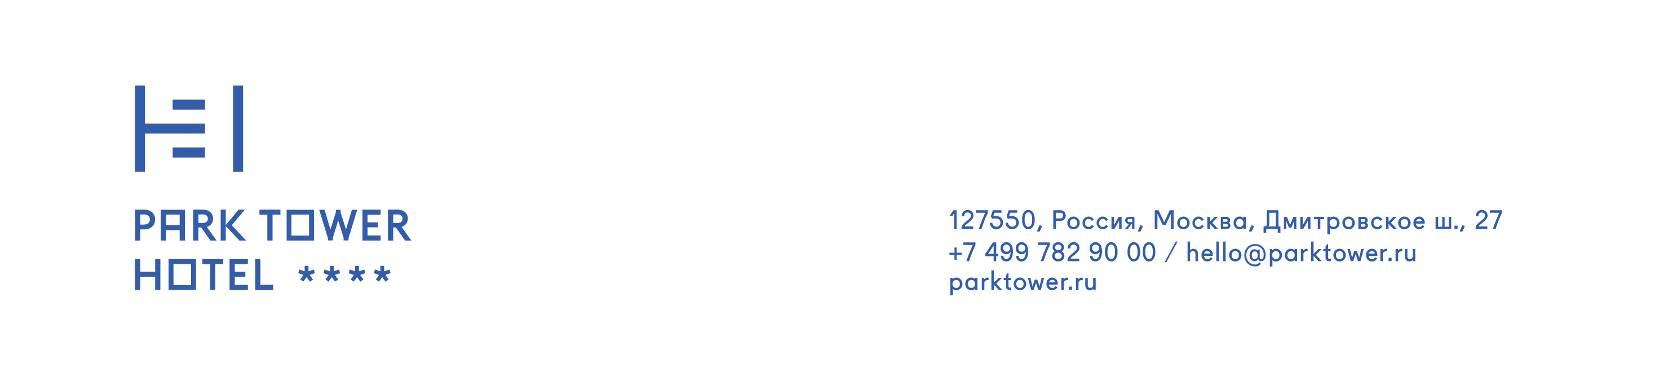 PARK TOWER
HOTEL ****
127550, Россия, Москва, Дмитровское ш., 27
+7 499 782 90 00 / hello@parktower.ru
parktower.ru